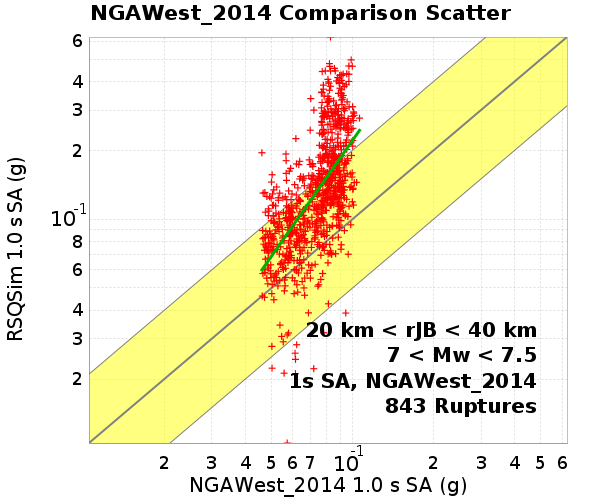 NGAWest_2014 Comparison Scatter
6
4
3
2
10-1
8
6
4
3
2
RSQSim 1.0 s SA (g)
20 km < rJB < 40 km
7 < Mw < 7.5
1s SA, NGAWest_2014
843 Ruptures
2 3 4 5 6 7 10-1 2 3 4 5 6
NGAWest_2014 1.0 s SA (g)